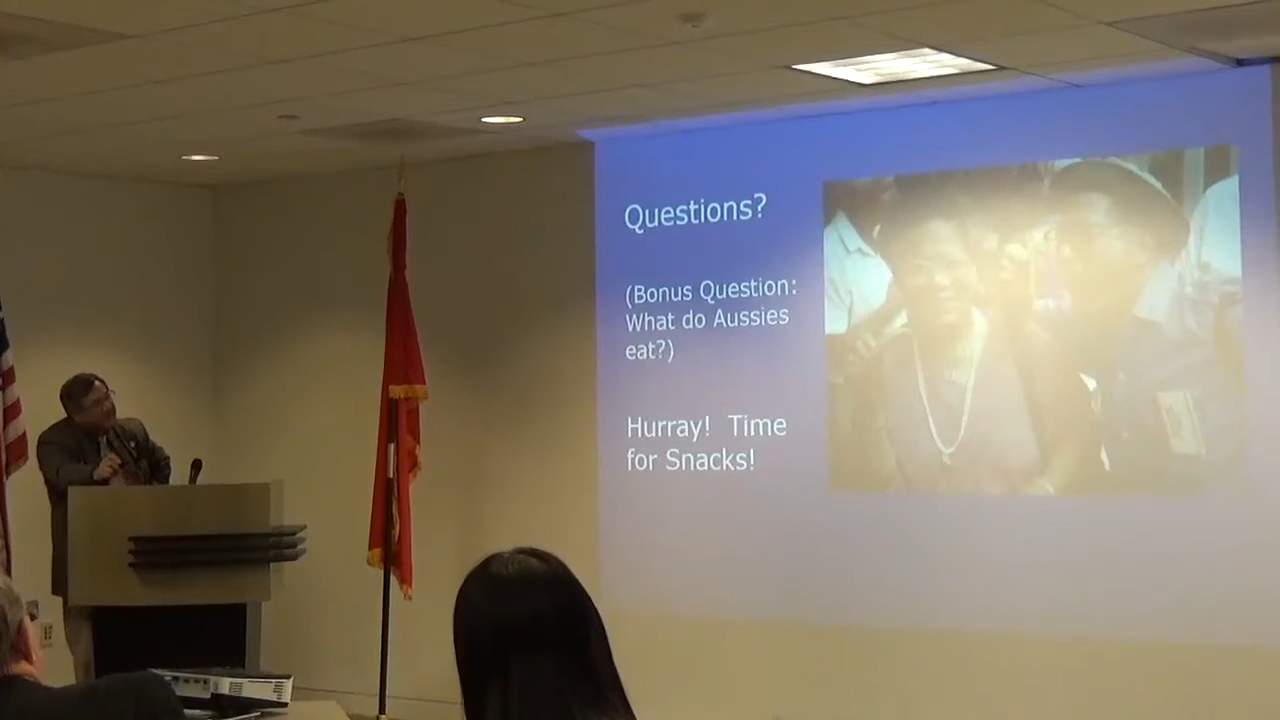 Questions?
(Bonus Question:
What do Aussies
eat?)
Hurray!  Time
for Snacks!